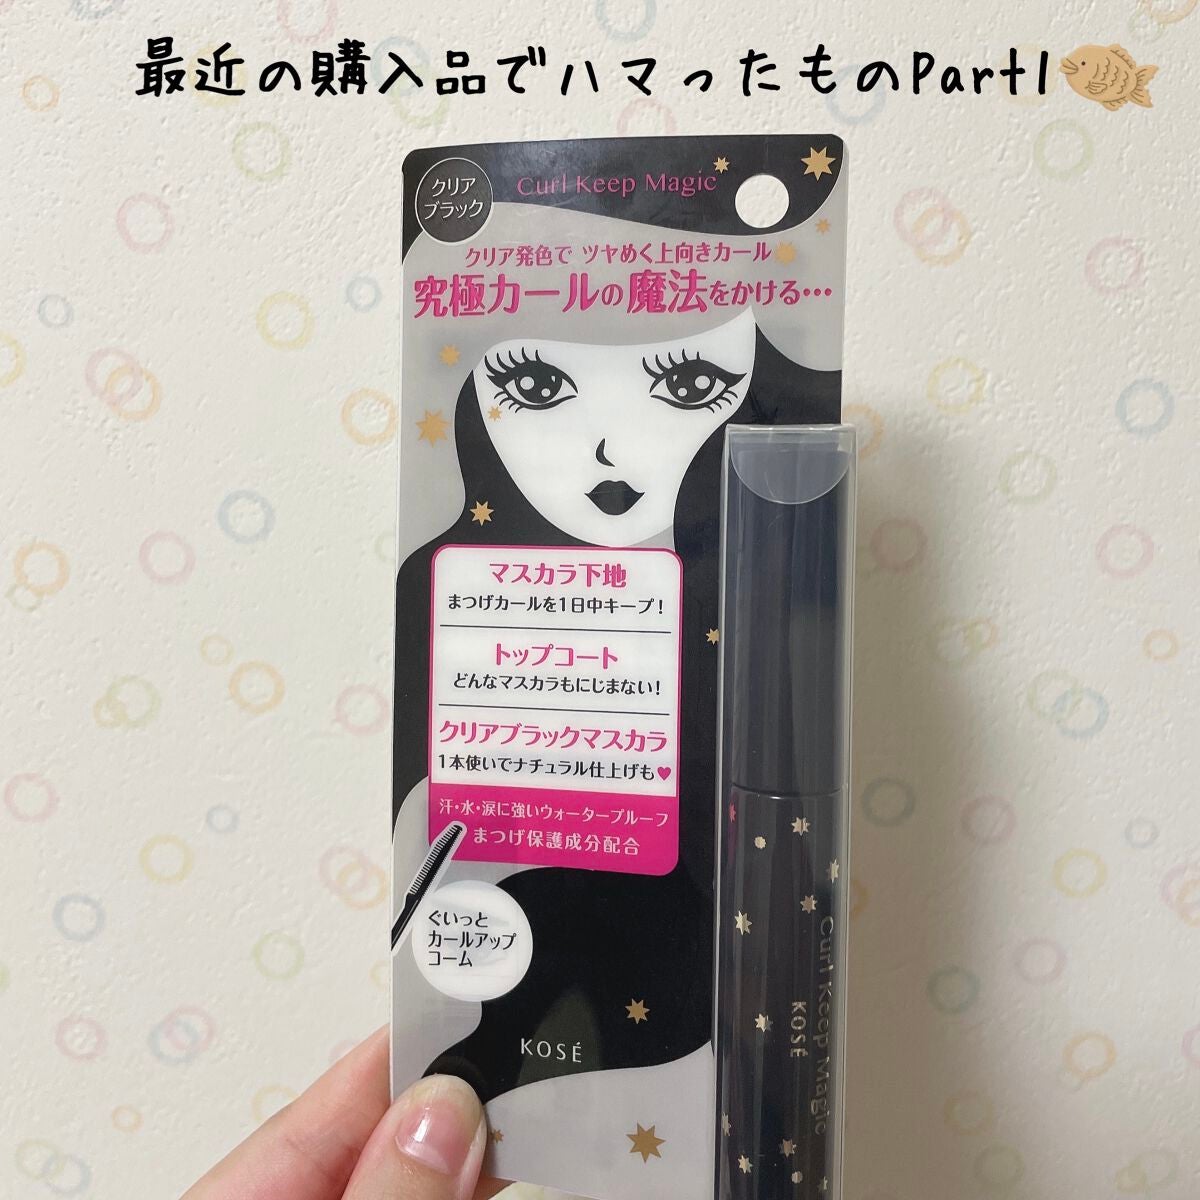 最近の購入品でハマったものPart1
クリア
ブラック
Curl Keep Magic
クリア発色で ツヤめく上向きカール
究極カールの魔法をかける…
マスカラ下地
まつげカールを1日中キープ!
トップコート
どんなマスカラもにじまない!
クリアブラックマスカラ
1本使いでナチュラル仕上げも♥
汗・水・涙に強いウォータープルーフ
まつげ保護成分配合
ぐいっと
カールアップ
コーム
KOSÉ
Curl Keep Magic
KOSÉ